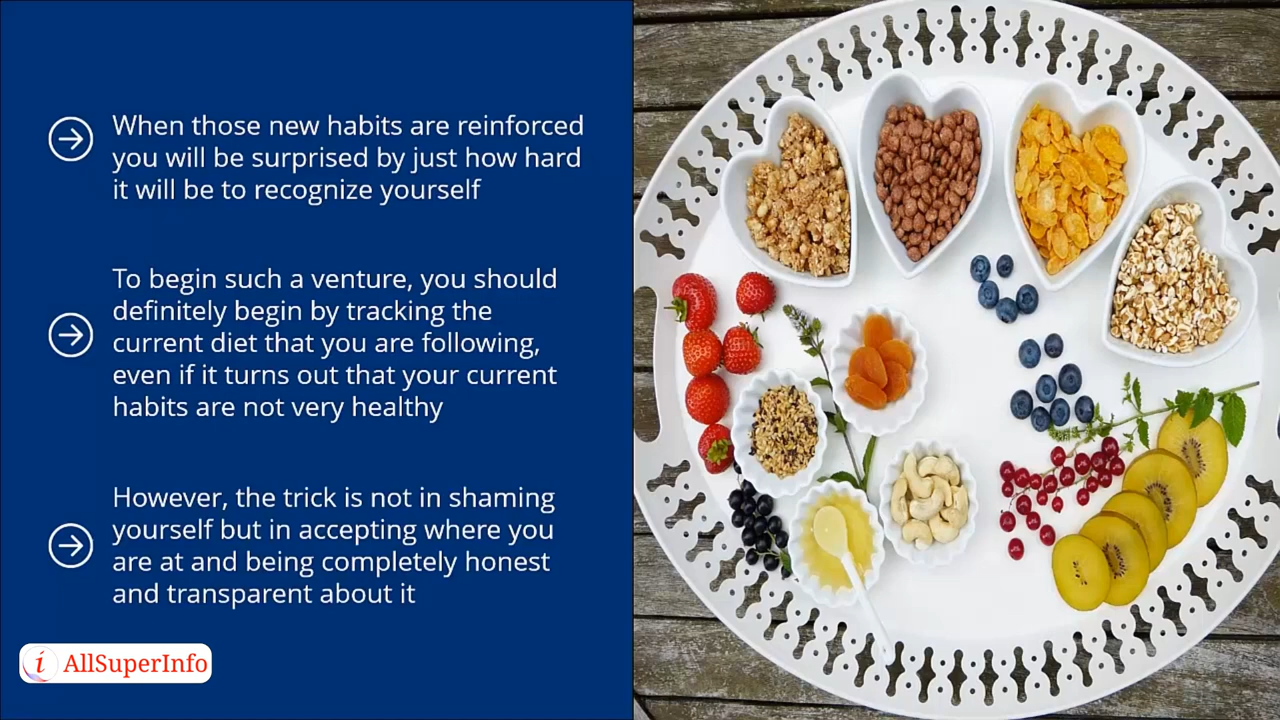 When those new habits are reinforced
you will be surprised by just how hard
it will be to recognize yourself
To begin such a venture, you should
definitely begin by tracking the
current diet that you are following,
even if it turns out that your current
habits are not very healthy
However, the trick is not in shaming
yourself but in accepting where you
are at and being completely honest
and transparent about it
i AllSuperInfo